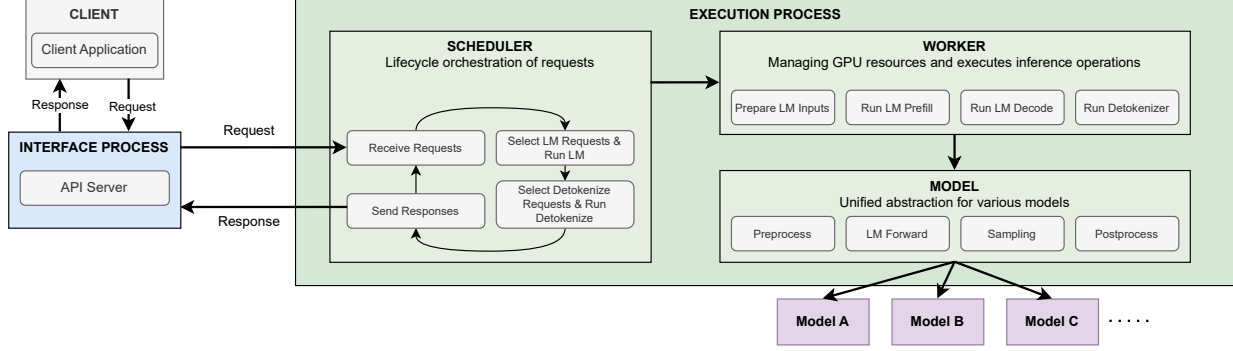 CLIENT
Client Application
Response
Request
INTERFACE PROCESS
API Server
Request
Response
EXECUTION PROCESS
SCHEDULER
Lifecycle orchestration of requests
Receive Requests
Select LM Requests &
Run LM
Send Responses
Select Detokenize
Requests & Run
Detokenize
WORKER
Managing GPU resources and executes inference operations
Prepare LM Inputs
Run LM Prefill
Run LM Decode
Run Detokenizer
MODEL
Unified abstraction for various models
Preprocess
LM Forward
Sampling
Postprocess
Model A
Model B
Model C
. . . . .